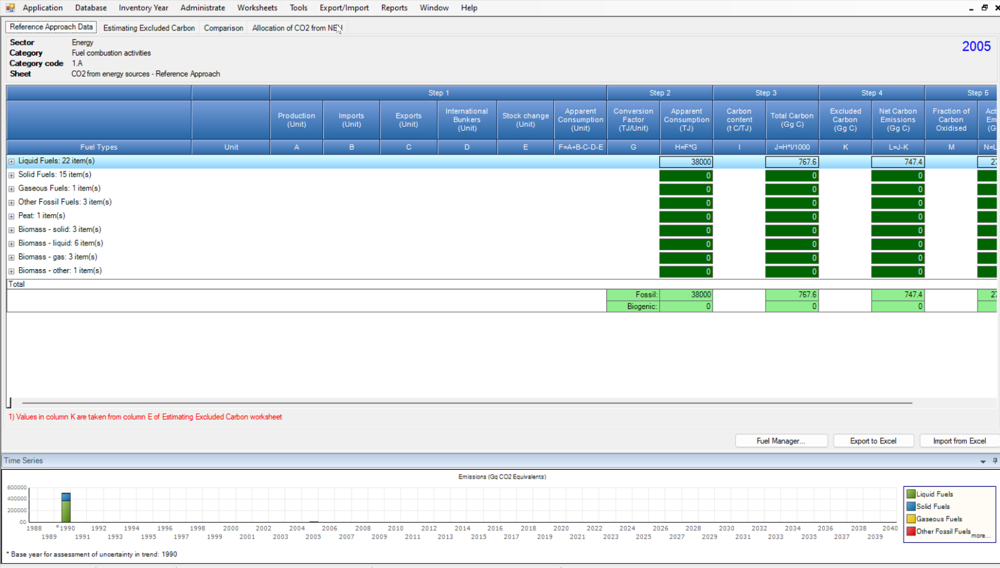 Application Database Inventory Year Administrate Worksheets Tools Export/Import Reports Window Help
Reference Approach Data Estimating Excluded Carbon Comparison Allocation of CO2 from
Sector Energy
Category Fuel combustion activities
Category code 1.A
Sheet CO2 from energy sources - Reference Approach
2005
Step 1 Step 2 Step 3 Step 4 Step 5
Production (Unit) Imports (Unit) Exports (Unit) International Bunkers (Unit) Stock change (Unit) Apparent Consumption (Unit) Conversion Factor (TJ/Unit) Apparent Consumption (TJ) Carbon content (t C/TJ) Total Carbon (Gg C) Excluded Carbon (Gg C) Net Carbon Emissions (Gg C) Fraction of Carbon Oxidised
Fuel Types Unit A B C D E F=A+B-C-D-E G H=F*G I J=H*I/1000 K L=J-K M N=L
Liquid Fuels: 22 item(s) 38000 767.6 747.4
Solid Fuels: 15 item(s) 0 0 0
Gaseous Fuels: 1 item(s) 0 0 0
Other Fossil Fuels: 3 item(s) 0 0 0
Peat: 1 item(s) 0 0 0
Biomass - solid: 3 item(s) 0 0 0
Biomass - liquid: 6 item(s) 0 0 0
Biomass - gas: 3 item(s) 0 0 0
Biomass - other: 1 item(s) 0 0 0
Total
Fossil: 38000 767.6 747.4
Biogenic: 0 0 0
1) Values in column K are taken from column E of Estimating Excluded Carbon worksheet
Fuel Manager... Export to Excel Import from Excel
Time Series
Emissions (Gg CO2 Equivalents)
600000
400000
200000
00
1988 *1990 1992 1994 1996 1998 2000 2002 2004 2006 2008 2010 2012 2014 2016 2018 2020 2022 2024 2026 2028 2030 2032 2034 2036 2038 2040
1989 1991 1993 1995 1997 1999 2001 2003 2005 2007 2009 2011 2013 2015 2017 2019 2021 2023 2025 2027 2029 2031 2033 2035 2037 2039
Liquid Fuels
Solid Fuels
Gaseous Fuels
Other Fossil Fuels
more...
* Base year for assessment of uncertainty in trend: 1990